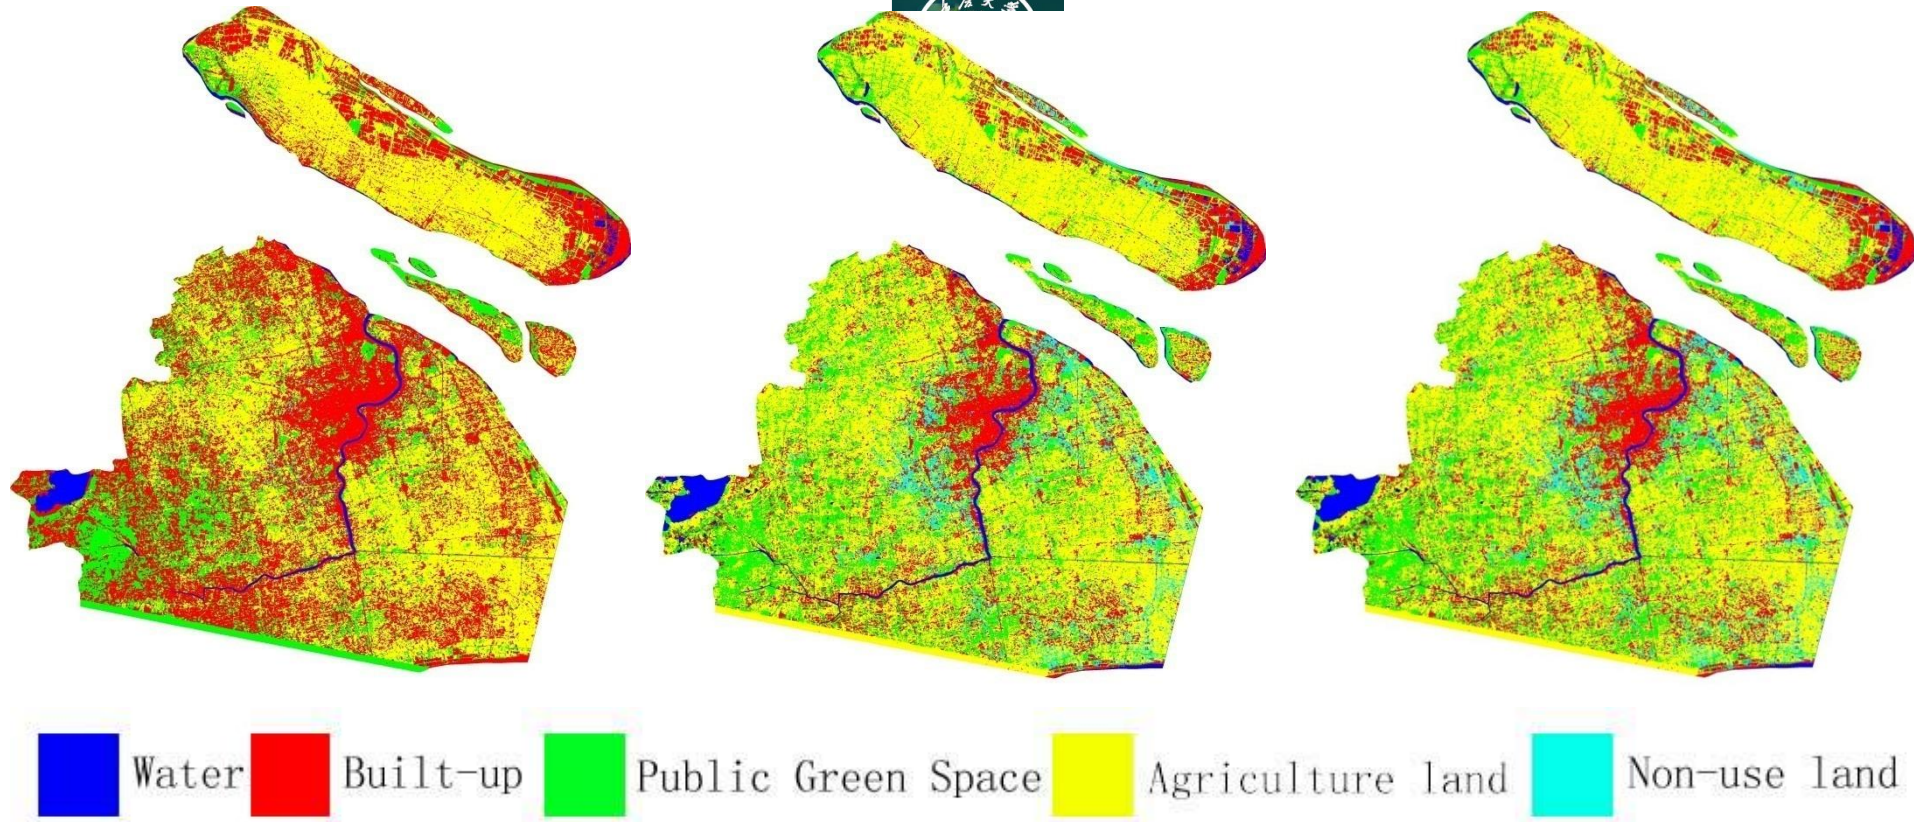 Water
Built-up
Public Green Space
Agriculture land
Non-use land